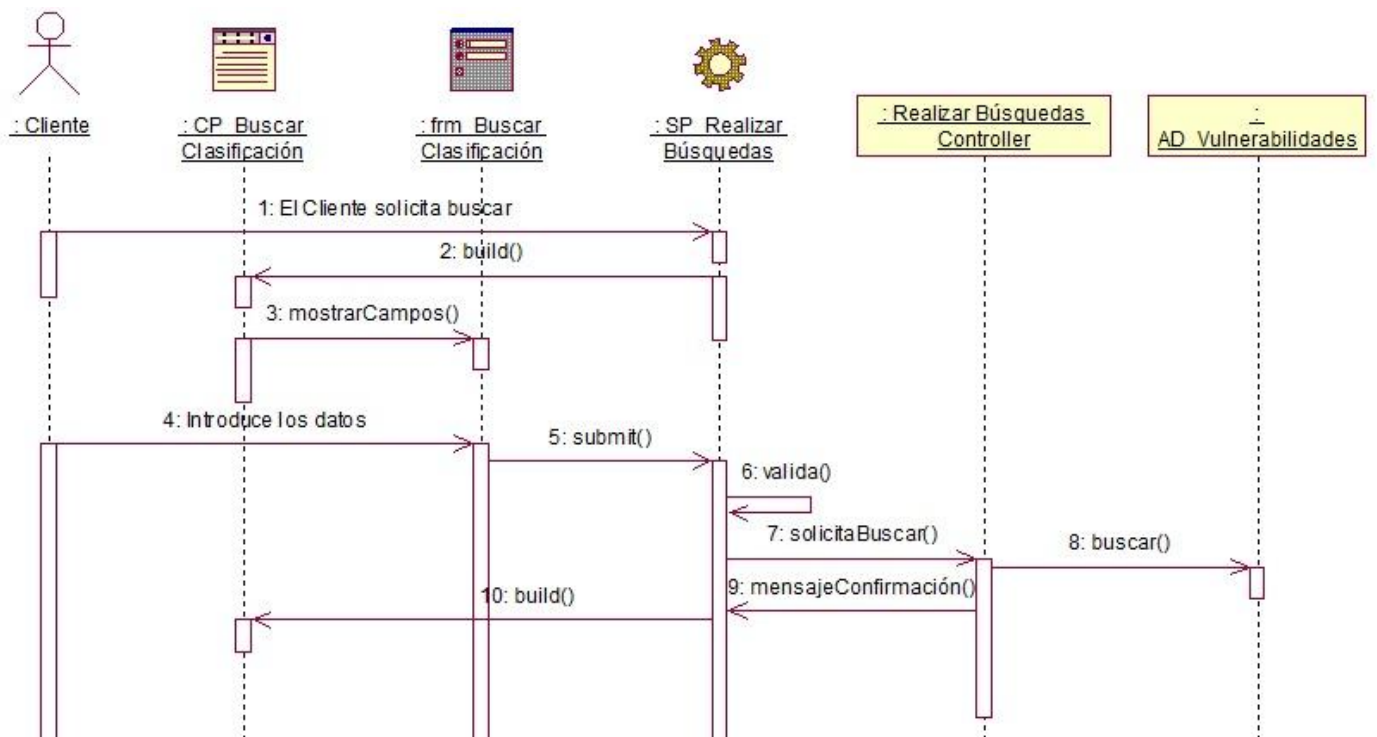 : Cliente
: CP_Buscar
Clasificación
: frm_Buscar
Clasificación
: SP_Realizar
Búsquedas
: Realizar Búsquedas
Controller
:
AD_Vulnerabilidades
1: El Cliente solicita buscar
2: build()
3: mostrarCampos()
4: Introduce los datos
5: submit()
6: valida()
7: solicitaBuscar()
8: buscar()
9: mensajeConfirmación()
10: build()